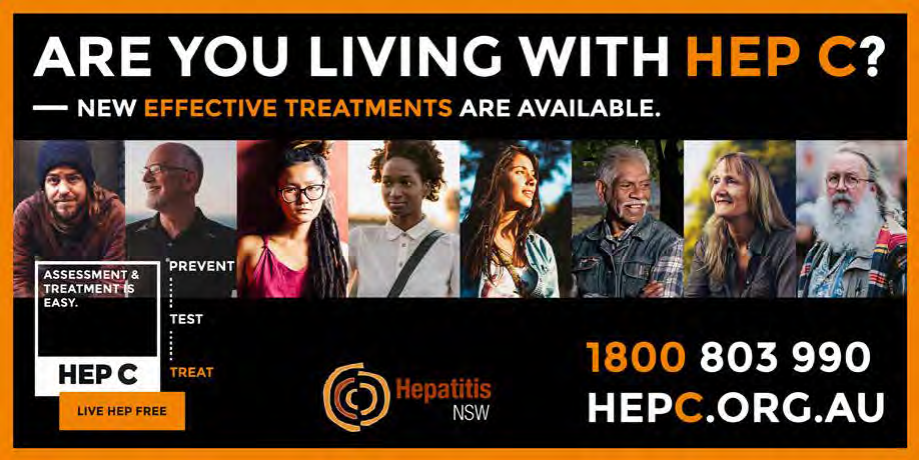 ARE YOU LIVING WITH HEP C?
— NEW EFFECTIVE TREATMENTS ARE AVAILABLE.
ASSESSMENT &
TREATMENT IS
EASY.
HEP C
LIVE HEP FREE
PREVENT
TEST
TREAT
Hepatitis
NSW
1800 803 990
HEPC.ORG.AU